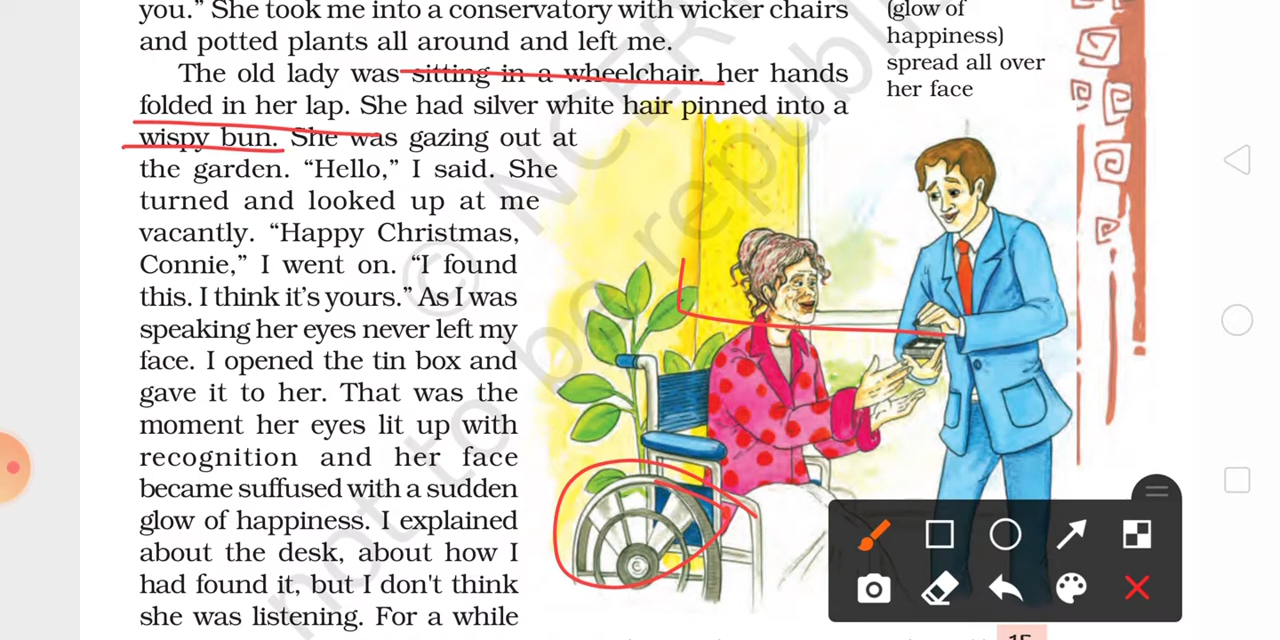 you.” She took me into a conservatory with wicker chairs
and potted plants all around and left me.
The old lady was sitting in a wheelchair, her hands
folded in her lap. She had silver white hair pinned into a
wispy bun. She was gazing out at
the garden. “Hello,” I said. She
turned and looked up at me
vacantly. “Happy Christmas,
Connie,” I went on. “I found
this. I think it’s yours.” As I was
speaking her eyes never left my
face. I opened the tin box and
gave it to her. That was the
moment her eyes lit up with
recognition and her face
became suffused with a sudden
glow of happiness. I explained
about the desk, about how I
had found it, but I don't think
she was listening. For a while
(glow of
happiness)
spread all over
her face
© NCERT
not to be republ
15